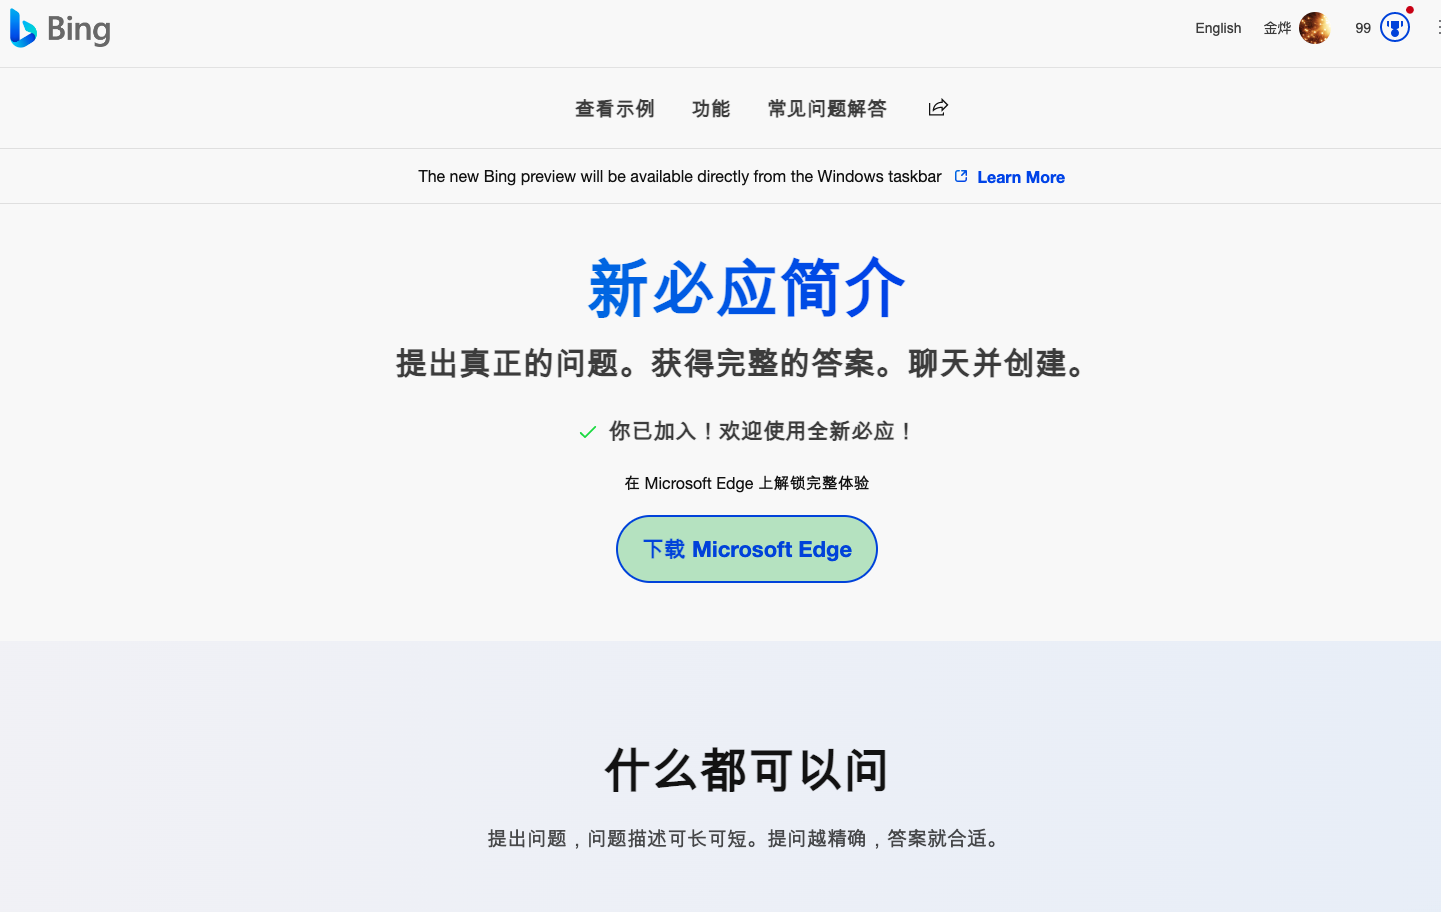 Bing
English 金烨 99
查看示例 功能 常见问题解答
The new Bing preview will be available directly from the Windows taskbar Learn More
新必应简介
提出真正的问题。获得完整的答案。聊天并创建。
你已加入！欢迎使用全新必应！
在 Microsoft Edge 上解锁完整体验
下载 Microsoft Edge
什么都可以问
提出问题，问题描述可长可短。提问越精确，答案就合适。